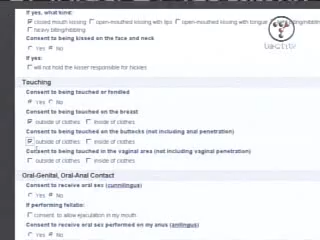 If yes, what kind:
closed mouth kissing open-mouthed kissing with lips open-mouthed kissing with tongue
heavy biting/nibbling
Consent to being kissed on the face and neck
Yes No
If yes:
will not hold the kisser responsible for hickies
Touching
Consent to being touched or fondled
Yes No
Consent to being touched on the breast
outside of clothes inside of clothes
Consent to being touched on the buttocks (not including anal penetration)
outside of clothes inside of clothes
Consent to being touched in the vaginal area (not including vaginal penetration)
outside of clothes inside of clothes
Oral-Genital, Oral-Anal Contact
Consent to receive oral sex (cunnilingus)
Yes No
If performing fellatio:
consent to allow ejaculation in my mouth
Consent to receive oral sex performed on my anus (anilingus)
Yes No